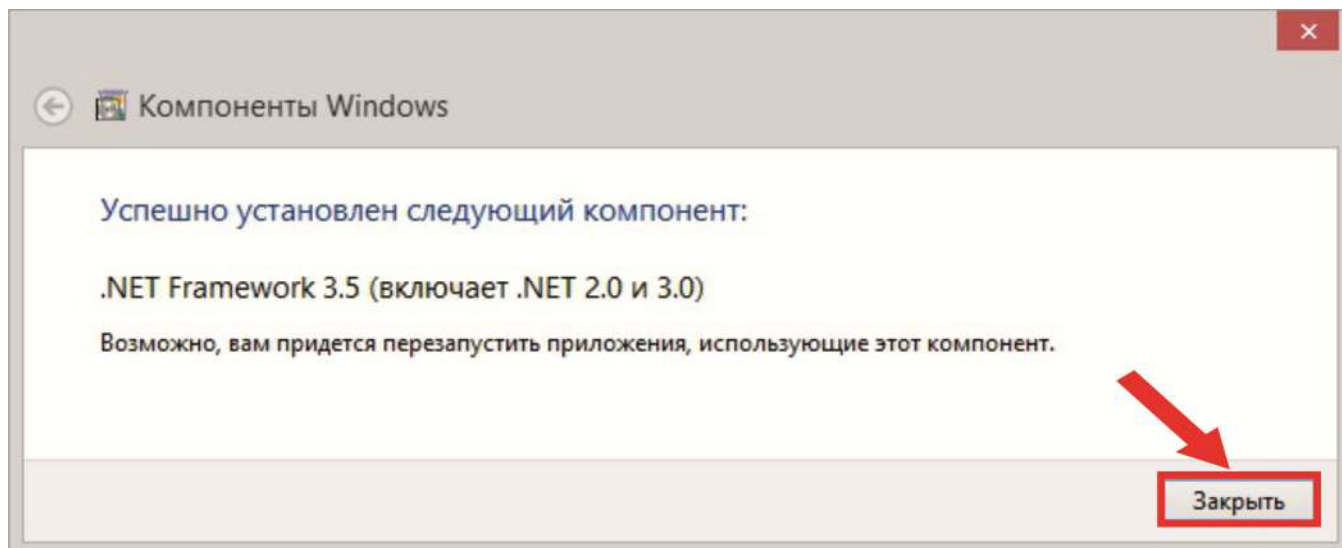 Компоненты Windows
Успешно установлен следующий компонент:
.NET Framework 3.5 (включает .NET 2.0 и 3.0)
Возможно, вам придется перезапустить приложения, использующие этот компонент.
Закрыть